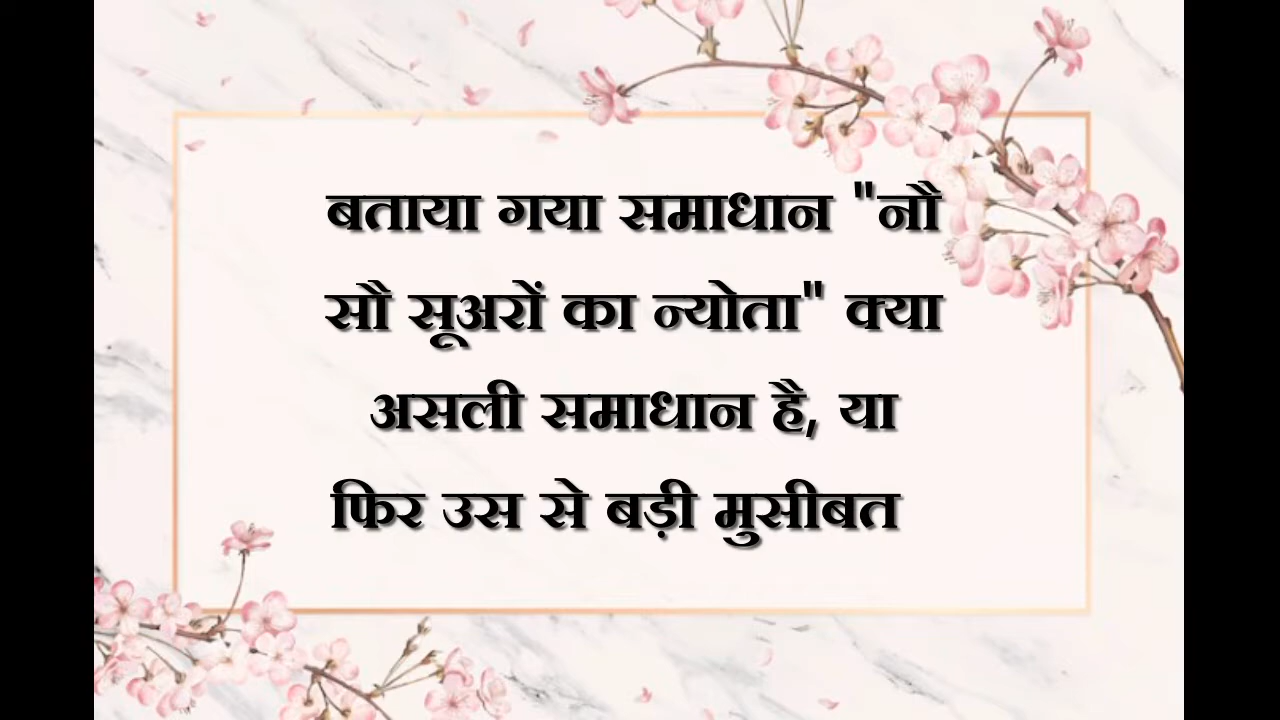 बताया गया समाधान "नौ
सौ सूअरों का न्योता" क्या
असली समाधान है, या
फिर उस से बड़ी मुसीबत